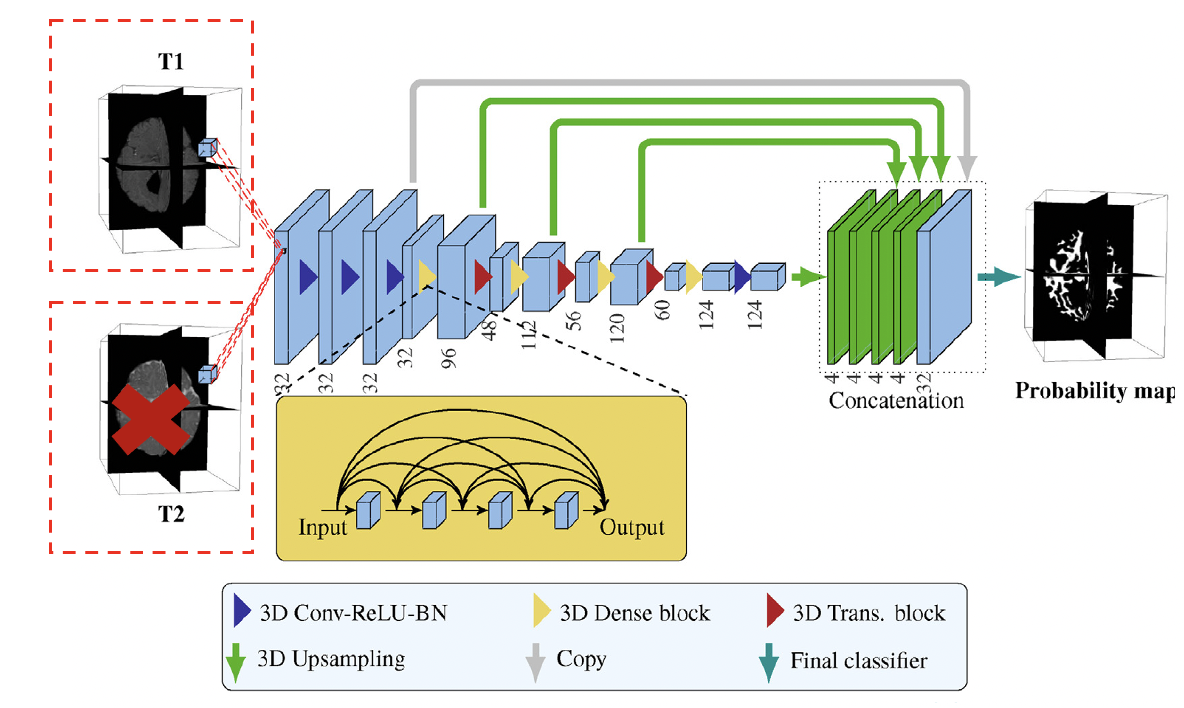 T1
T2
32
32
32
32
96
48
112
56
120
60
124
124
4
4
4
4
32
Concatenation
Probability map
Input
Output
3D Conv-ReLU-BN
3D Dense block
3D Trans. block
3D Upsampling
Copy
Final classifier